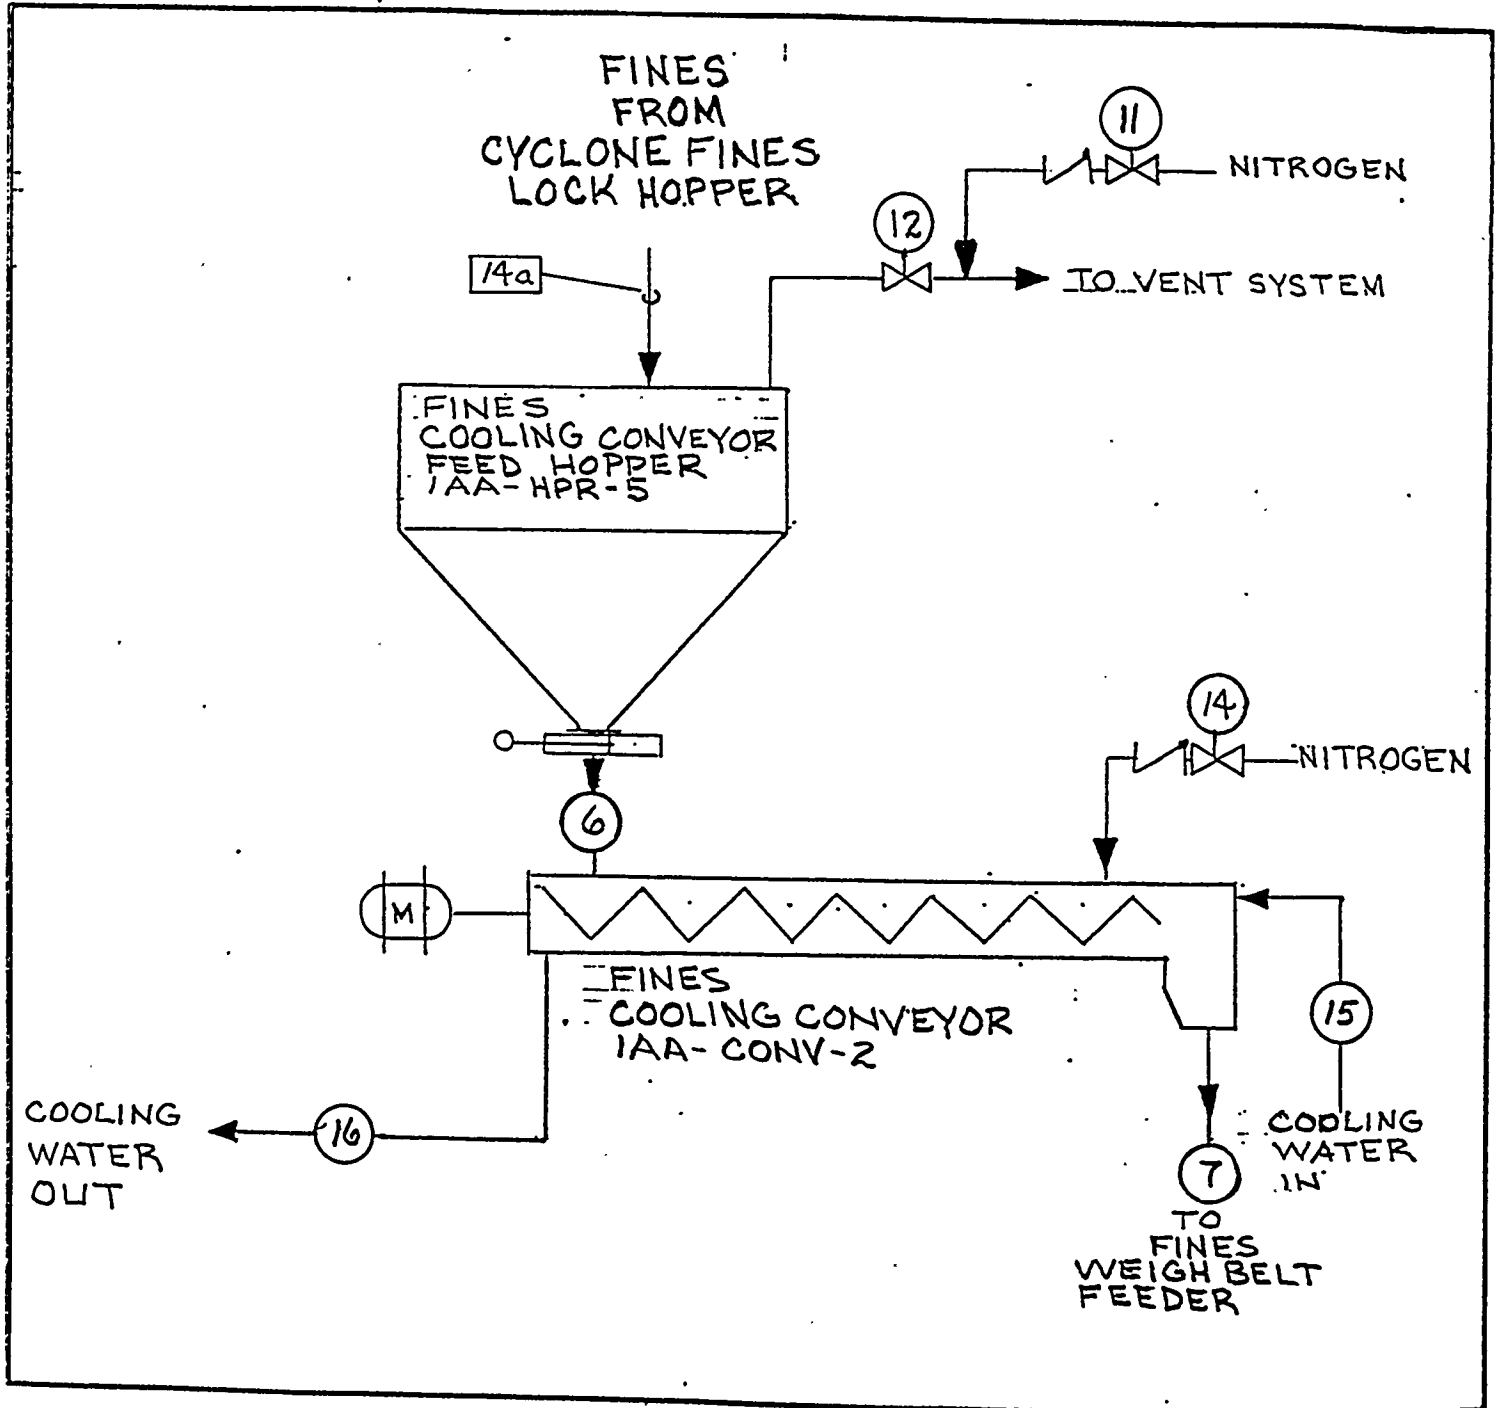 FINES
FROM
CYCLONE FINES
LOCK HOPPER
11
NITROGEN
12
14a
TO VENT SYSTEM
FINES
COOLING CONVEYOR
FEED HOPPER
1AA-HPR-5
14
NITROGEN
6
M
FINES
COOLING CONVEYOR
1AA-CONV-2
15
COOLING
WATER
OUT
16
COOLING
WATER
IN
7
TO
FINES
WEIGH BELT
FEEDER